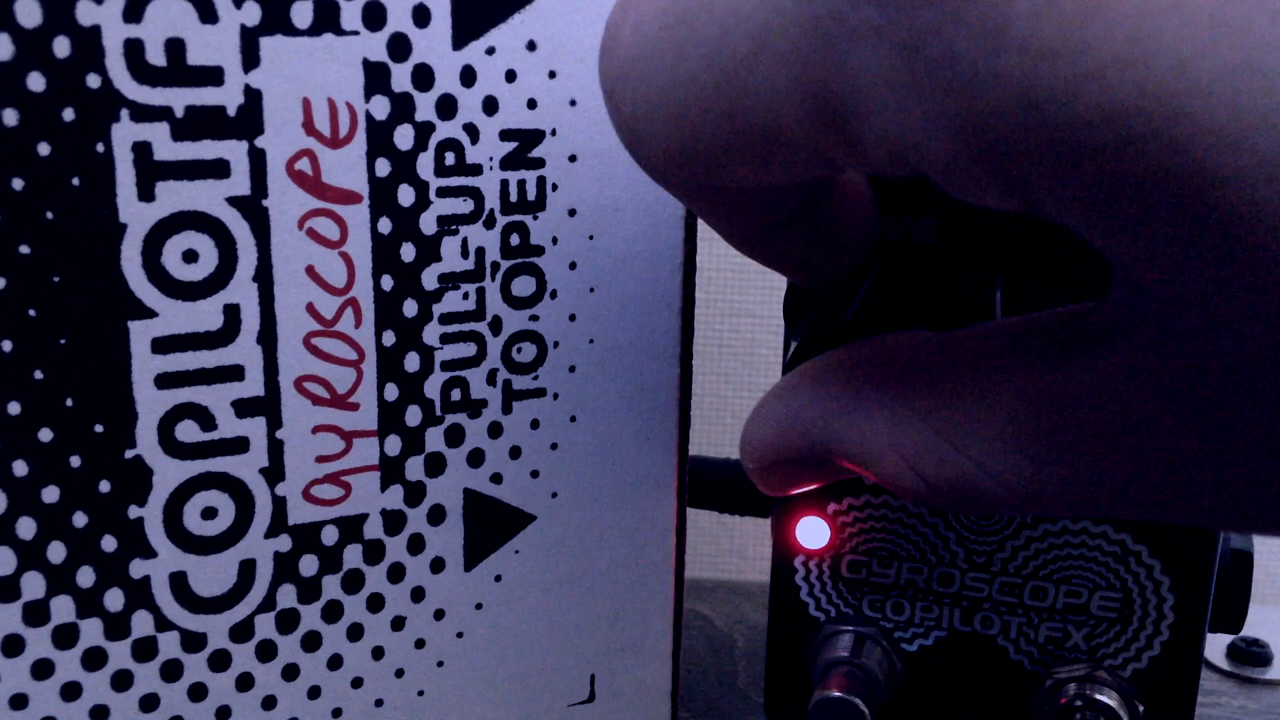 COPILOT FX
gyROSCOPE
PULL UP
TO OPEN
GYROSCOPE
COPILOT FX